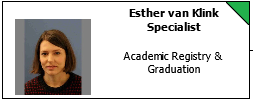 Esther van Klink
Specialist
Academic Registry &
Graduation